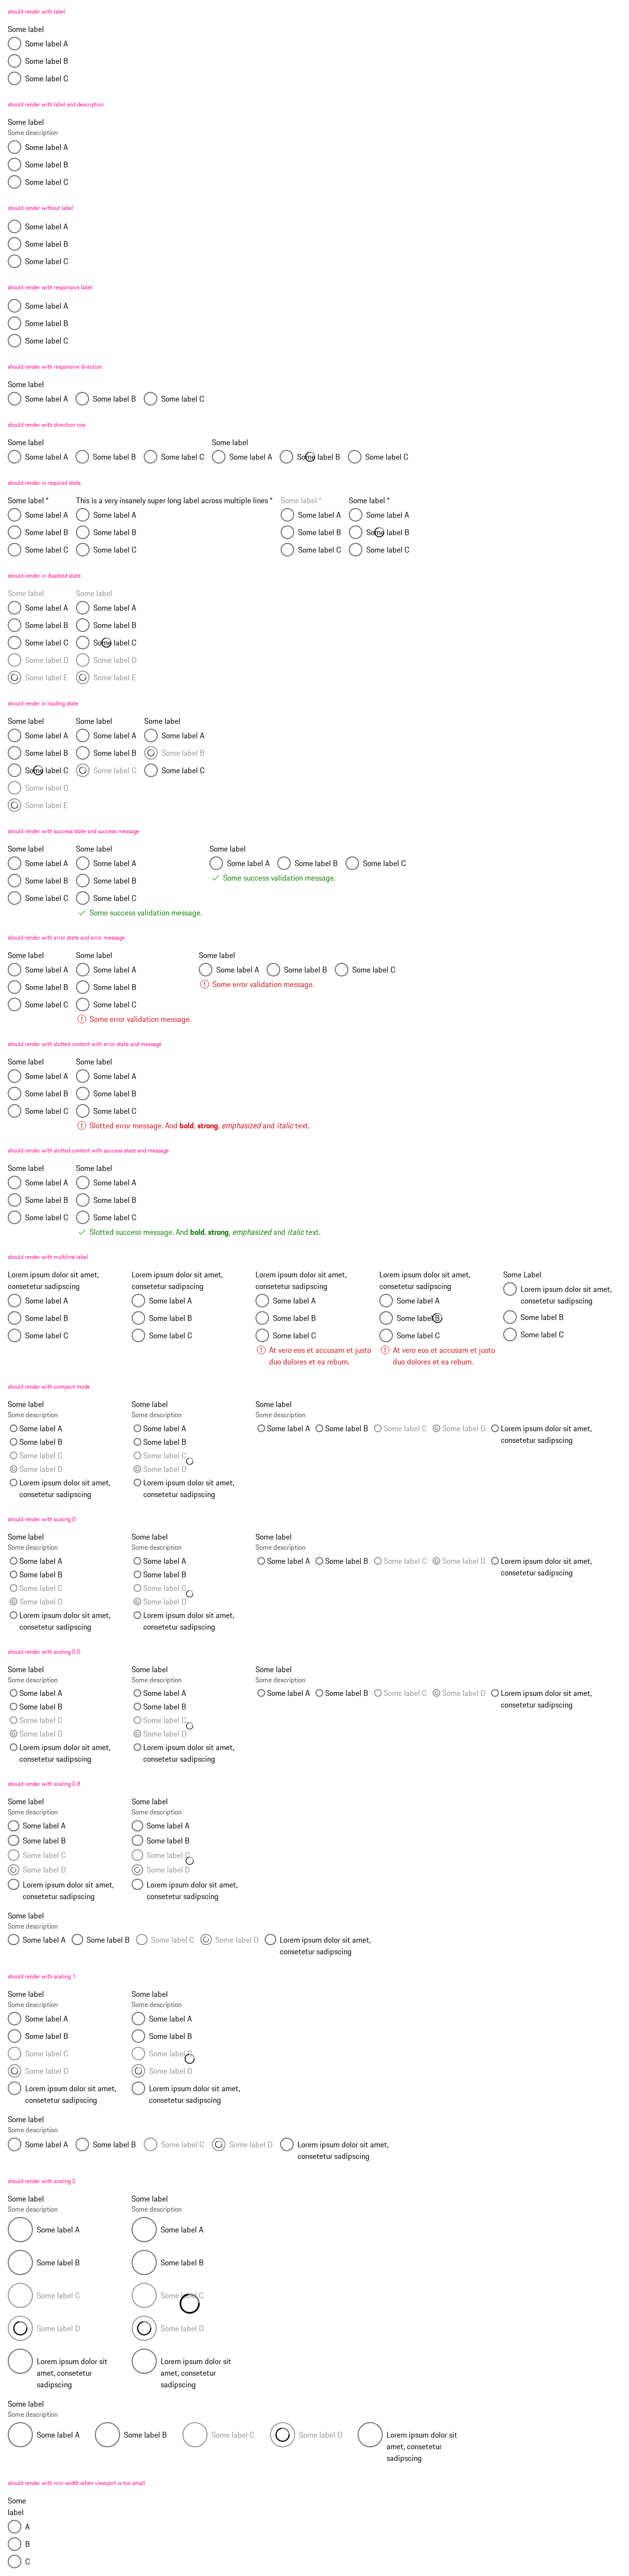 should render with label
Some label
Some label A
Some label B
Some label C
should render with label and description
Some label
Some description
Some label A
Some label B
Some label C
should render without label
Some label A
Some label B
Some label C
should render with responsive label
Some label A
Some label B
Some label C
should render with responsive direction
Some label
Some label A Some label B Some label C
should render with direction row
Some label Some label
Some label A Some label B Some label C Some label A Some label B Some label C
should render in required state
Some label * This is a very insanely super long label across multiple lines * Some label * Some label *
Some label A Some label A Some label A Some label A
Some label B Some label B Some label B Some label B
Some label C Some label C Some label C Some label C
should render in disabled state
Some label Some label
Some label A Some label A
Some label B Some label B
Some label C Some label C
Some label D Some label D
Some label E Some label E
should render in loading state
Some label Some label Some label
Some label A Some label A Some label A
Some label B Some label B Some label B
Some label C Some label C Some label C
Some label D
Some label E
should render with success state and success message
Some label Some label Some label
Some label A Some label A Some label A Some label B Some label C
Some label B Some label B Some success validation message.
Some label C Some label C
Some success validation message.
should render with error state and error message
Some label Some label Some label
Some label A Some label A Some label A Some label B Some label C
Some label B Some label B Some error validation message.
Some label C Some label C
Some error validation message.
should render with slotted content with error state and message
Some label Some label
Some label A Some label A
Some label B Some label B
Some label C Some label C
Slotted error message. And bold, strong, emphasized and italic text.
should render with slotted content with success state and message
Some label Some label
Some label A Some label A
Some label B Some label B
Some label C Some label C
Slotted success message. And bold, strong, emphasized and italic text.
should render with multiline label
Lorem ipsum dolor sit amet, Lorem ipsum dolor sit amet, Lorem ipsum dolor sit amet, Lorem ipsum dolor sit amet, Some Label
consetetur sadipscing consetetur sadipscing consetetur sadipscing consetetur sadipscing Lorem ipsum dolor sit amet,
Some label A Some label A Some label A Some label A consetetur sadipscing
Some label B Some label B Some label B Some label B Some label B
Some label C Some label C Some label C Some label C Some label C
At vero eos et accusam et justo At vero eos et accusam et justo
duo dolores et ea rebum. duo dolores et ea rebum.
should render with compact mode
Some label Some label Some label
Some description Some description Some description
Some label A Some label A Some label A Some label B Some label C Some label D Lorem ipsum dolor sit amet,
Some label B Some label B consetetur sadipscing
Some label C Some label C
Some label D Some label D
Lorem ipsum dolor sit amet, Lorem ipsum dolor sit amet,
consetetur sadipscing consetetur sadipscing
should render with scaling 0
Some label Some label Some label
Some description Some description Some description
Some label A Some label A Some label A Some label B Some label C Some label D Lorem ipsum dolor sit amet,
Some label B Some label B consetetur sadipscing
Some label C Some label C
Some label D Some label D
Lorem ipsum dolor sit amet, Lorem ipsum dolor sit amet,
consetetur sadipscing consetetur sadipscing
should render with scaling 0.5
Some label Some label Some label
Some description Some description Some description
Some label A Some label A Some label A Some label B Some label C Some label D Lorem ipsum dolor sit amet,
Some label B Some label B consetetur sadipscing
Some label C Some label C
Some label D Some label D
Lorem ipsum dolor sit amet, Lorem ipsum dolor sit amet,
consetetur sadipscing consetetur sadipscing
should render with scaling 0.8
Some label Some label
Some description Some description
Some label A Some label A
Some label B Some label B
Some label C Some label C
Some label D Some label D
Lorem ipsum dolor sit amet, Lorem ipsum dolor sit amet,
consetetur sadipscing consetetur sadipscing
Some label
Some description
Some label A Some label B Some label C Some label D Lorem ipsum dolor sit amet,
consetetur sadipscing
should render with scaling 1
Some label Some label
Some description Some description
Some label A Some label A
Some label B Some label B
Some label C Some label C
Some label D Some label D
Lorem ipsum dolor sit amet, Lorem ipsum dolor sit amet,
consetetur sadipscing consetetur sadipscing
Some label
Some description
Some label A Some label B Some label C Some label D Lorem ipsum dolor sit amet,
consetetur sadipscing
should render with scaling 2
Some label Some label
Some description Some description
Some label A Some label A
Some label B Some label B
Some label C Some label C
Some label D Some label D
Lorem ipsum dolor sit Lorem ipsum dolor sit
amet, consetetur amet, consetetur
sadipscing sadipscing
Some label
Some description
Some label A Some label B Some label C Some label D Lorem ipsum dolor sit
amet, consetetur
sadipscing
should render with min-width when viewport is too small
Some
label
A
B
C